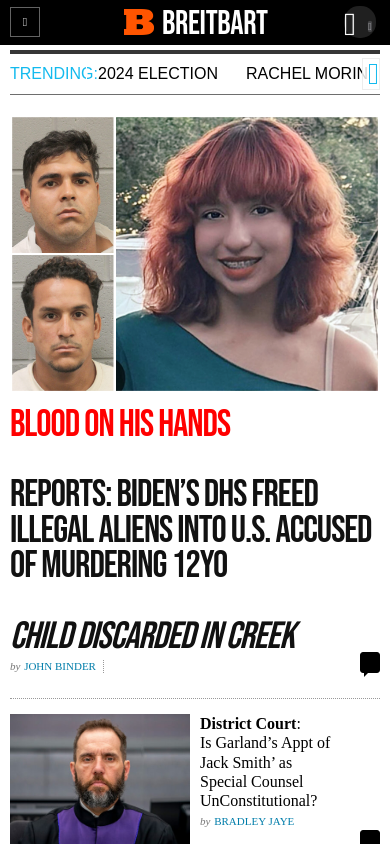 BREITBART
TRENDING: 2024 ELECTION RACHEL MORIN
BLOOD ON HIS HANDS
REPORTS: BIDEN’S DHS FREED
ILLEGAL ALIENS INTO U.S. ACCUSED
OF MURDERING 12YO
CHILD DISCARDED IN CREEK
by JOHN BINDER
District Court:
Is Garland’s Appt of
Jack Smith’ as
Special Counsel
UnConstitutional?
by BRADLEY JAYE